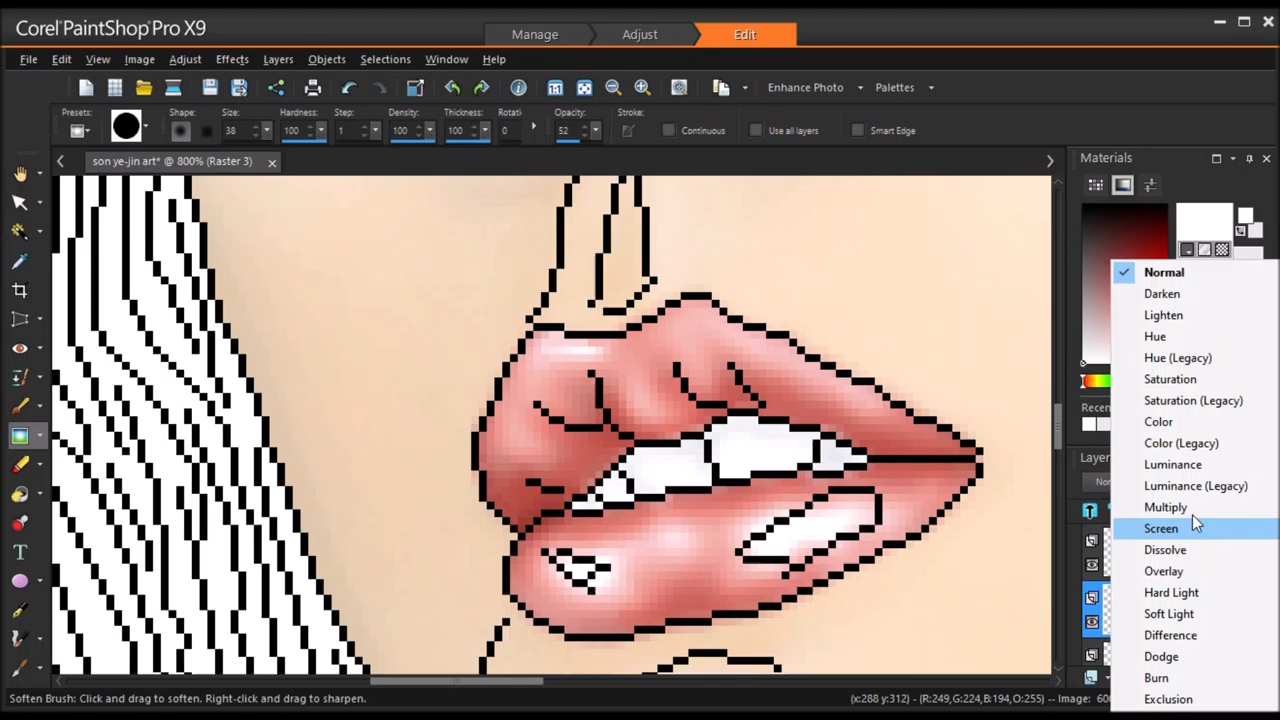 Corel PaintShop Pro X9
Manage Adjust Edit
File Edit View Image Adjust Effects Layers Objects Selections Window Help
Enhance Photo Palettes
Presets: Shape: Size: Hardness: Step: Density: Thickness: Rotati Opacity: Stroke:
38 100 1 100 100 0 52 Continuous Use all layers Smart Edge
son ye-jin art* @ 800% (Raster 3)
Materials
Recen
Layer
Nor
Normal
Darken
Lighten
Hue
Hue (Legacy)
Saturation
Saturation (Legacy)
Color
Color (Legacy)
Luminance
Luminance (Legacy)
Multiply
Screen
Dissolve
Overlay
Hard Light
Soft Light
Difference
Dodge
Burn
Exclusion
Soften Brush: Click and drag to soften. Right-click and drag to sharpen.
(x:288 y:312) - (R:249,G:224,B:194,O:255) -- Image: 60